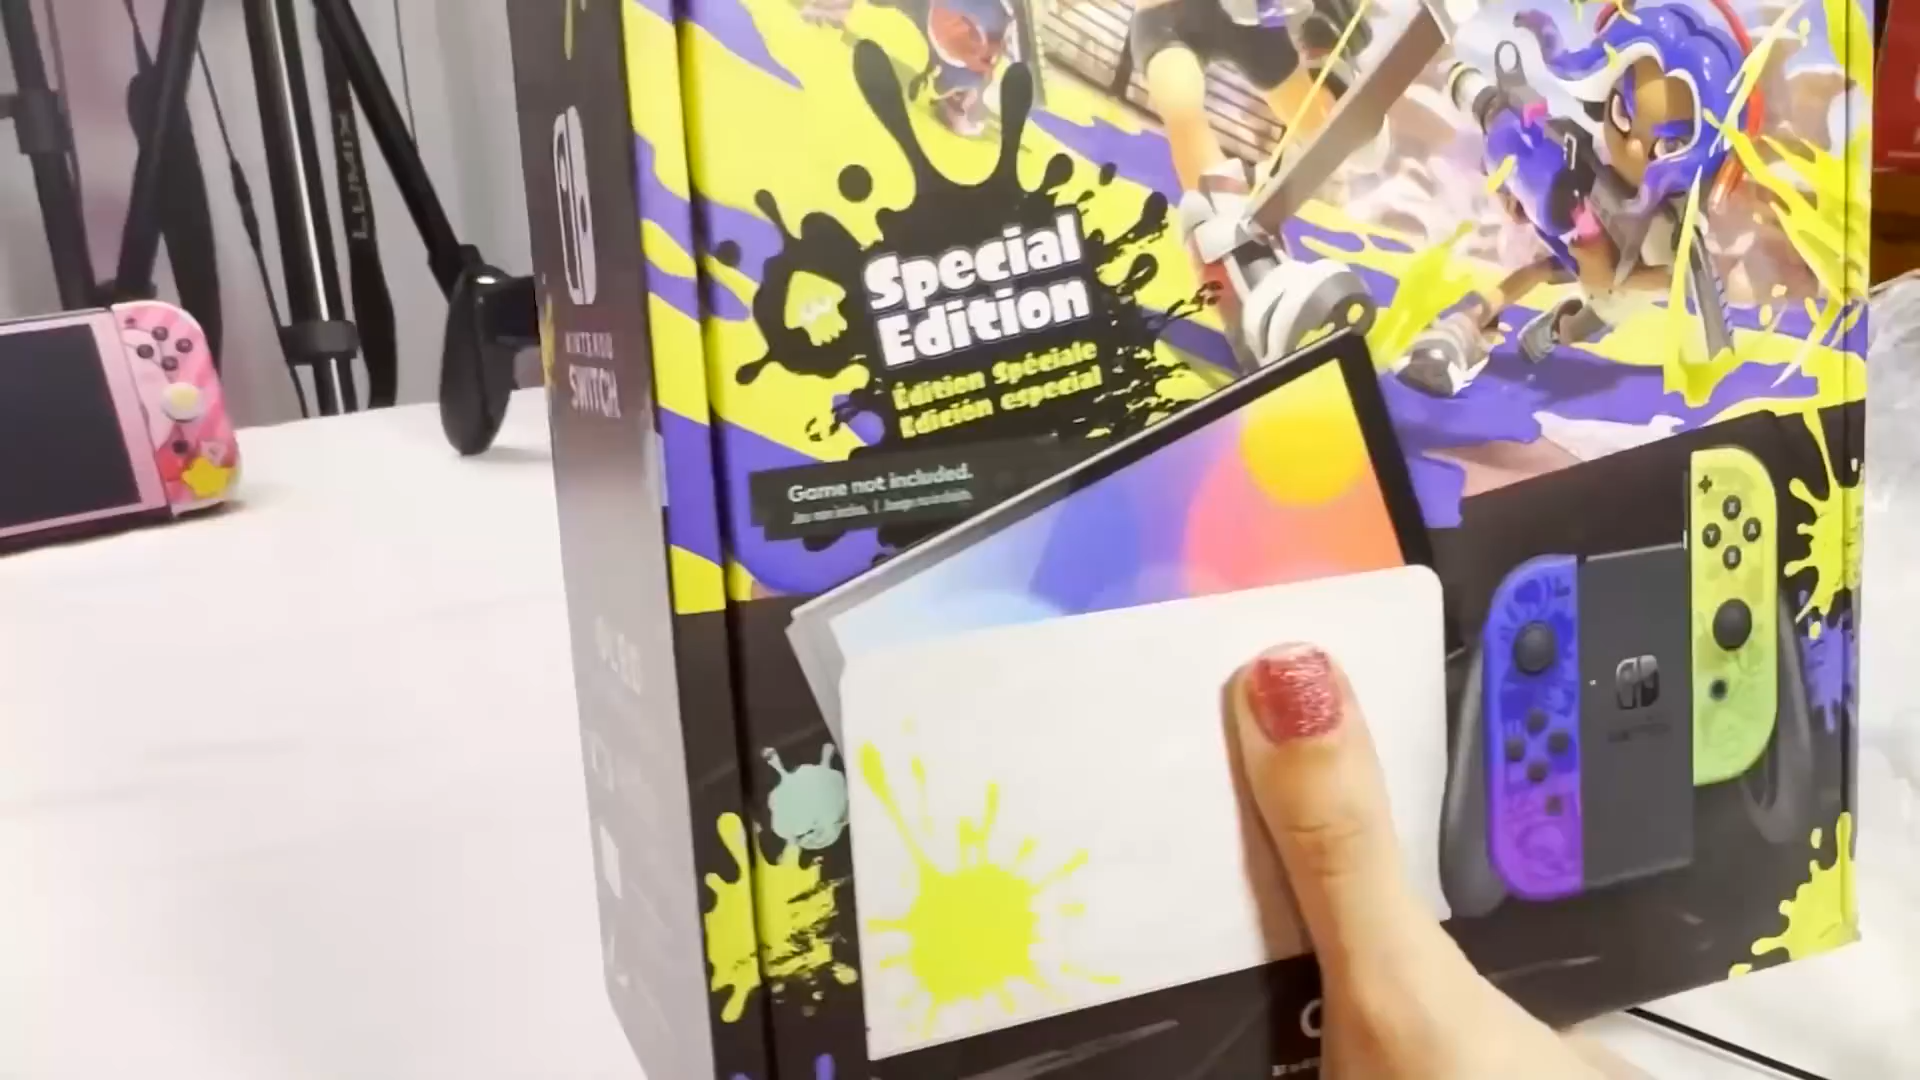 LUMIX
NINTENDO
SWITCH
Special
Edition
Édition Spéciale
Edición especial
Game not included.
X
Y
A
B